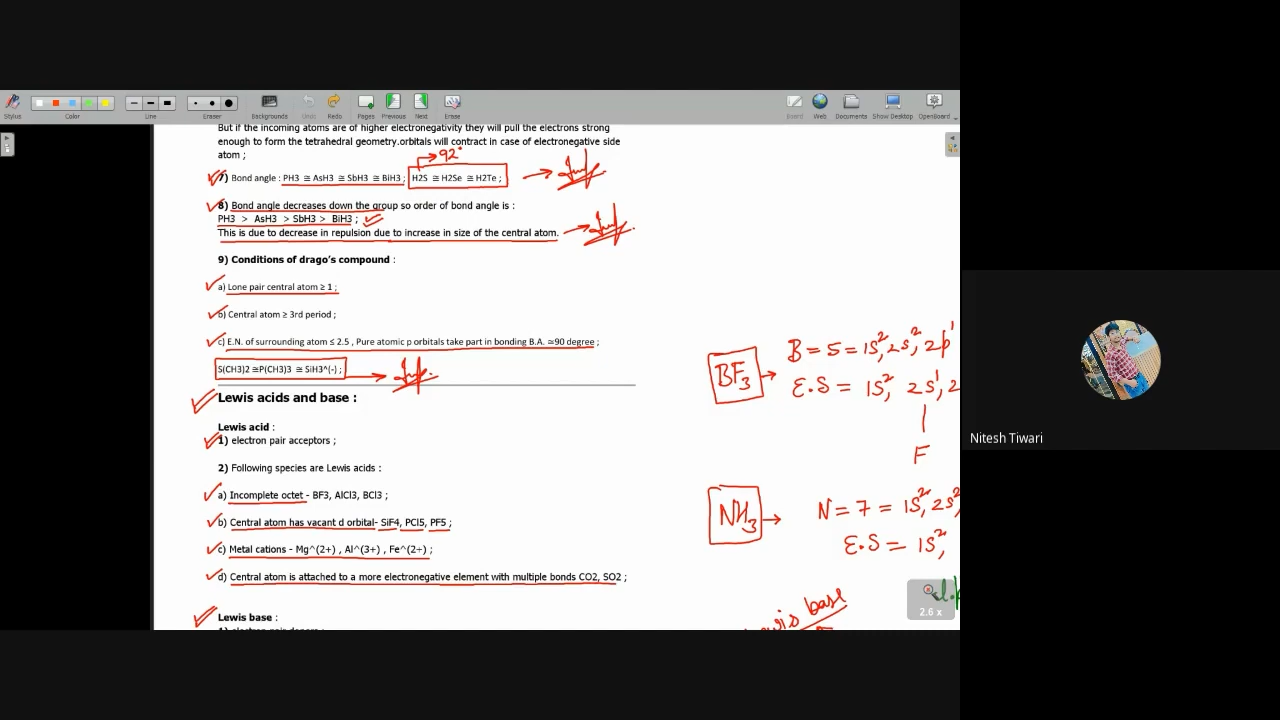 Stylus Color Line Eraser Backgrounds Undo Redo Pages Previous Next Erase Board Web Documents Show Desktop OpenBoard
But if the incoming atoms are of higher electronegativity they will pull the electrons strong
enough to form the tetrahedral geometry.orbitals will contract in case of electronegative side
atom ;
→92°
7) Bond angle : PH3 ≅ AsH3 ≅ SbH3 ≅ BiH3 ; H2S ≅ H2Se ≅ H2Te ; →
8) Bond angle decreases down the group so order of bond angle is :
PH3 > AsH3 > SbH3 > BiH3 ;
This is due to decrease in repulsion due to increase in size of the central atom. →
9) Conditions of drago's compound :
a) Lone pair central atom ≥ 1 ;
b) Central atom ≥ 3rd period ;
c) E.N. of surrounding atom ≤ 2.5 , Pure atomic p orbitals take part in bonding B.A. ≅90 degree ;
S(CH3)2 ≅P(CH3)3 ≅ SiH3^(-) ; →
Lewis acids and base :
Lewis acid :
1) electron pair acceptors ;
2) Following species are Lewis acids :
a) Incomplete octet - BF3, AlCl3, BCl3 ;
b) Central atom has vacant d orbital- SiF4, PCl5, PF5 ;
c) Metal cations - Mg^(2+) , Al^(3+) , Fe^(2+) ;
d) Central atom is attached to a more electronegative element with multiple bonds CO2, SO2 ;
Lewis base :
1) electron pair donors ;
BF3 → B = 5 = 1s², 2s², 2p¹
E.S = 1s², 2s¹, 2
F
NH3 → N = 7 = 1s², 2s²
E.S = 1s²,
base
2.6 x
Nitesh Tiwari